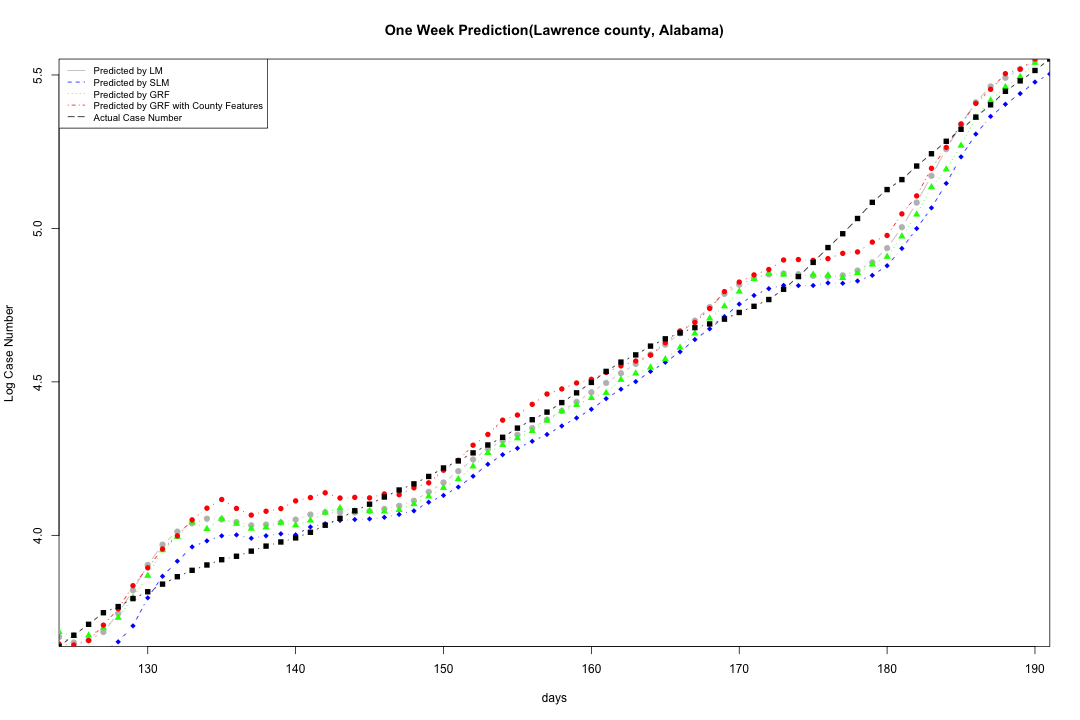 One Week Prediction(Lawrence county, Alabama)
Predicted by LM
Predicted by SLM
Predicted by GRF
Predicted by GRF with County Features
Actual Case Number
5.5
5.0
4.5
4.0
Log Case Number
130 140 150 160 170 180 190
days